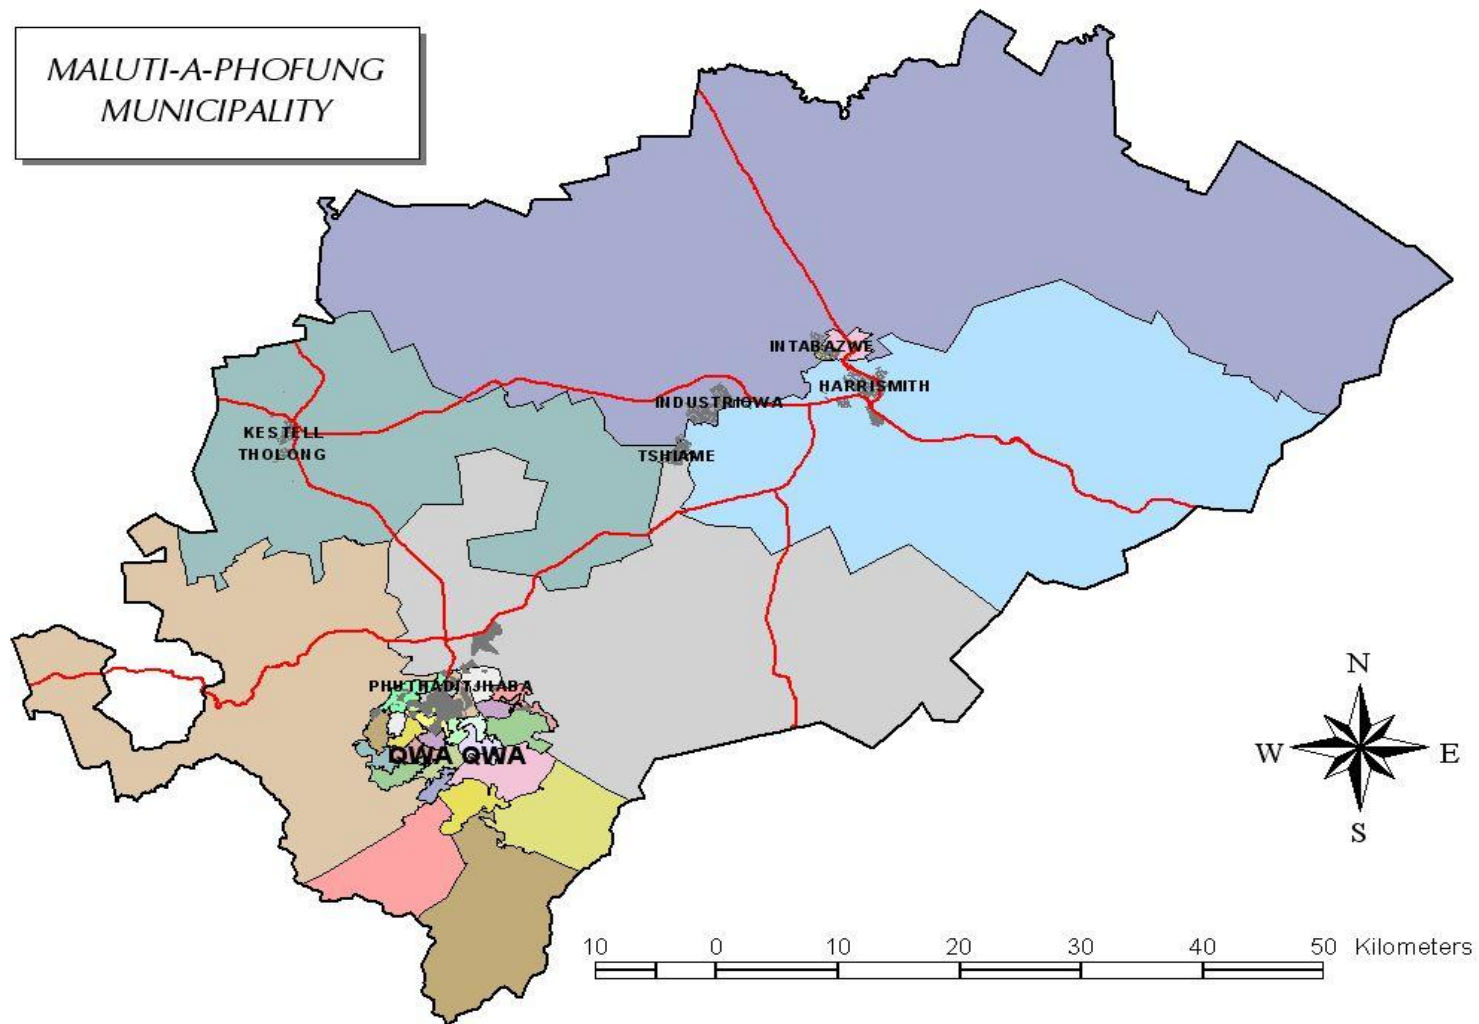 MALUTI-A-PHOFUNG
MUNICIPALITY
INTABAZWE
HARRISMITH
INDUSTRIQWA
KESTELL
THOLONG
TSHIAME
PHUTHADITJHABA
QWA QWA
N
W E
S
10 0 10 20 30 40 50 Kilometers